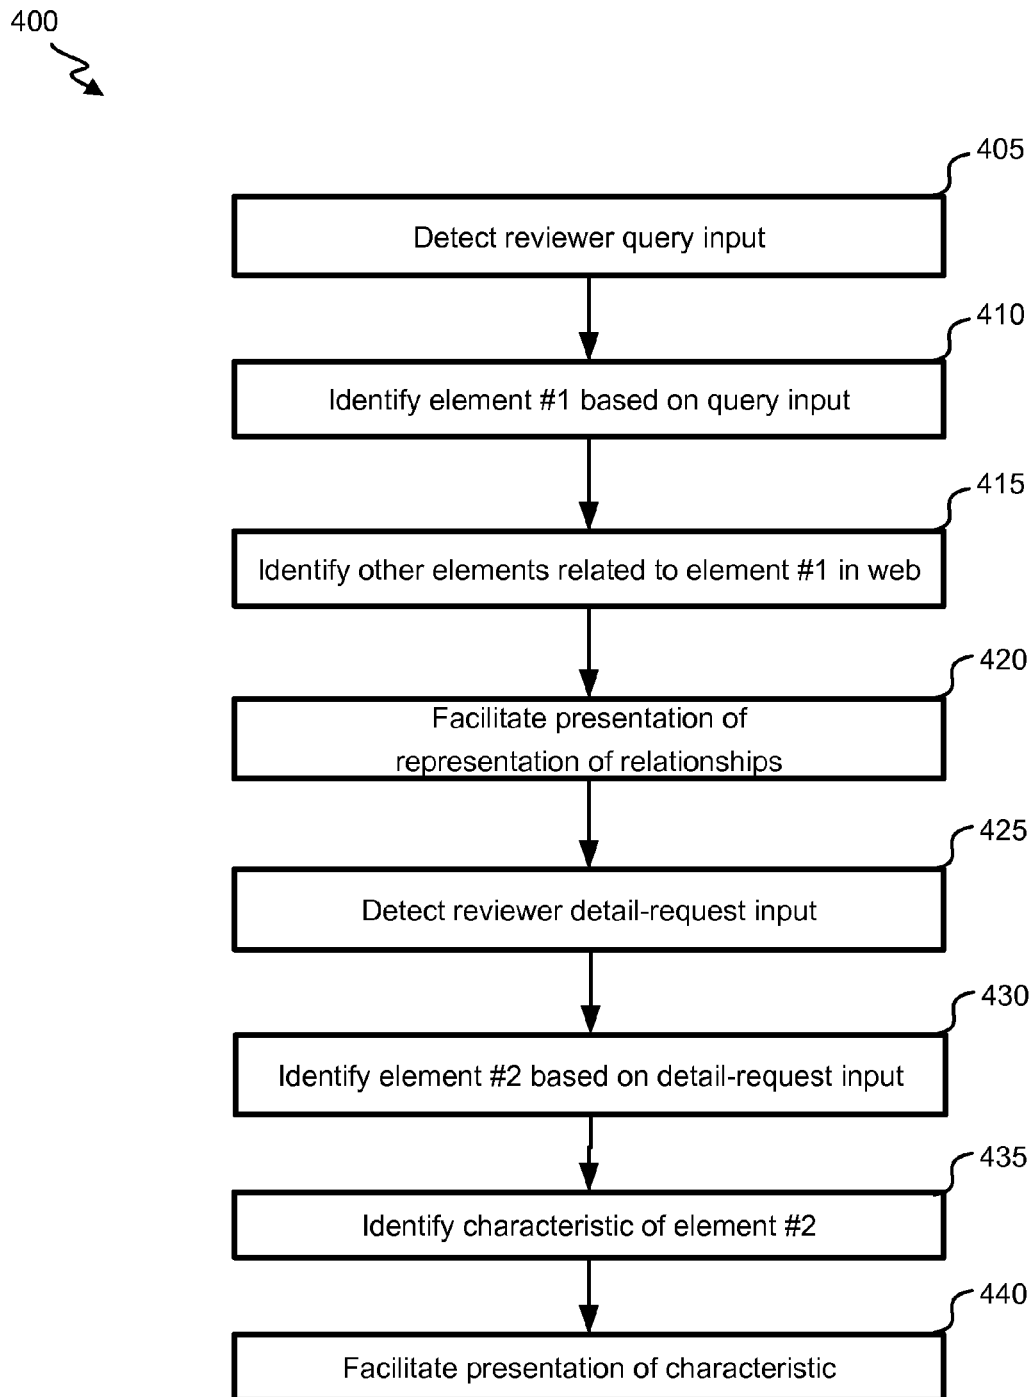 400
405
Detect reviewer query input
410
Identify element #1 based on query input
415
Identify other elements related to element #1 in web
420
Facilitate presentation of
representation of relationships
425
Detect reviewer detail-request input
430
Identify element #2 based on detail-request input
435
Identify characteristic of element #2
440
Facilitate presentation of characteristic